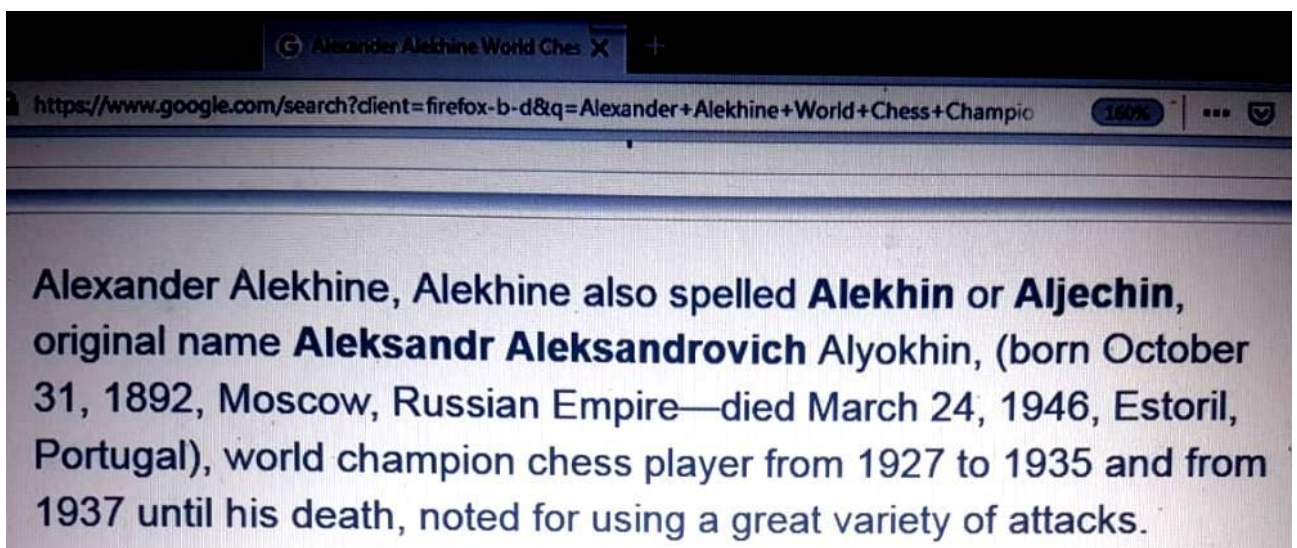 Alexander Alekhine World Ches
https://www.google.com/search?client=firefox-b-d&q=Alexander+Alekhine+World+Chess+Champio
160%
Alexander Alekhine, Alekhine also spelled Alekhin or Aljechin,
original name Aleksandr Aleksandrovich Alyokhin, (born October
31, 1892, Moscow, Russian Empire—died March 24, 1946, Estoril,
Portugal), world champion chess player from 1927 to 1935 and from
1937 until his death, noted for using a great variety of attacks.